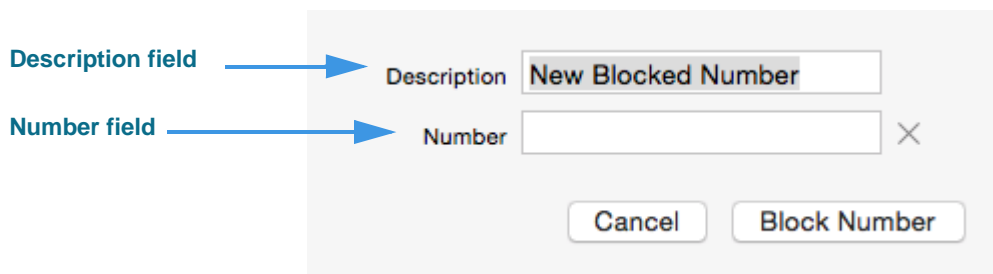 Description field
Description New Blocked Number
Number field
Number
Cancel Block Number